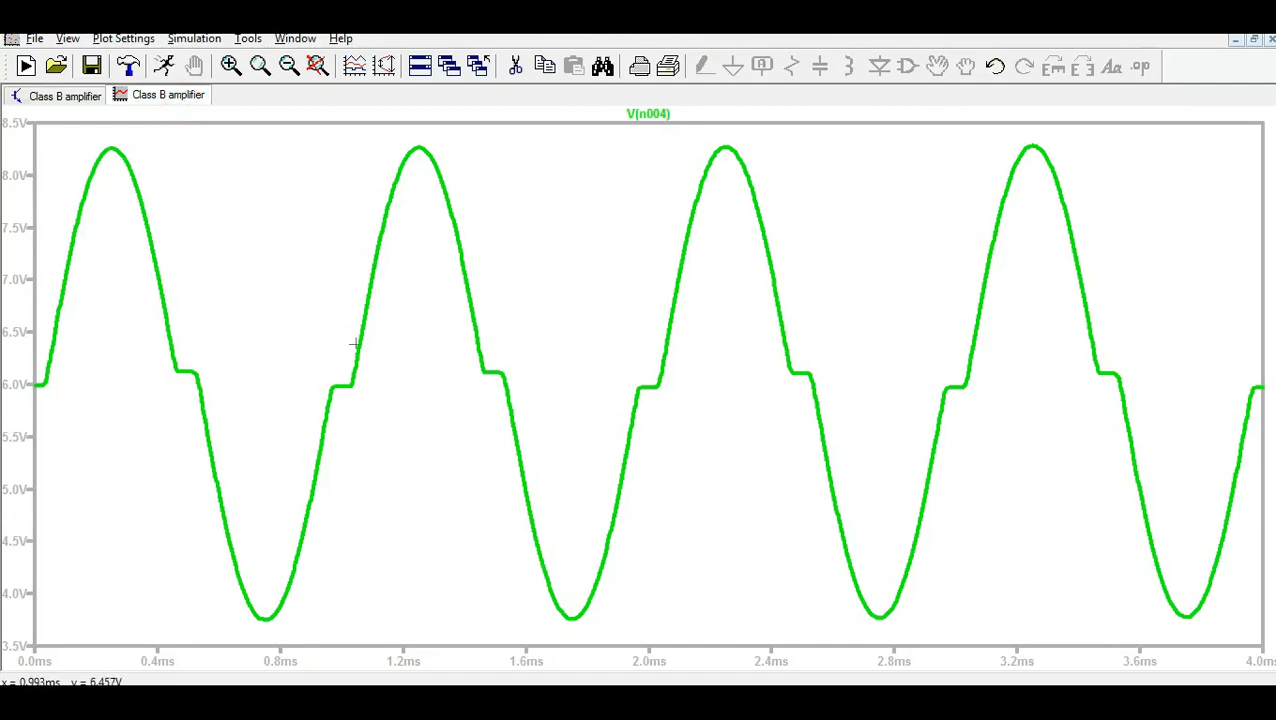 File View Plot Settings Simulation Tools Window Help
Class B amplifier Class B amplifier
V(n004)
8.5V
8.0V
7.5V
7.0V
6.5V
6.0V
5.5V
5.0V
4.5V
4.0V
3.5V
0.0ms 0.4ms 0.8ms 1.2ms 1.6ms 2.0ms 2.4ms 2.8ms 3.2ms 3.6ms 4.0ms
x = 0.993ms y = 6.457V